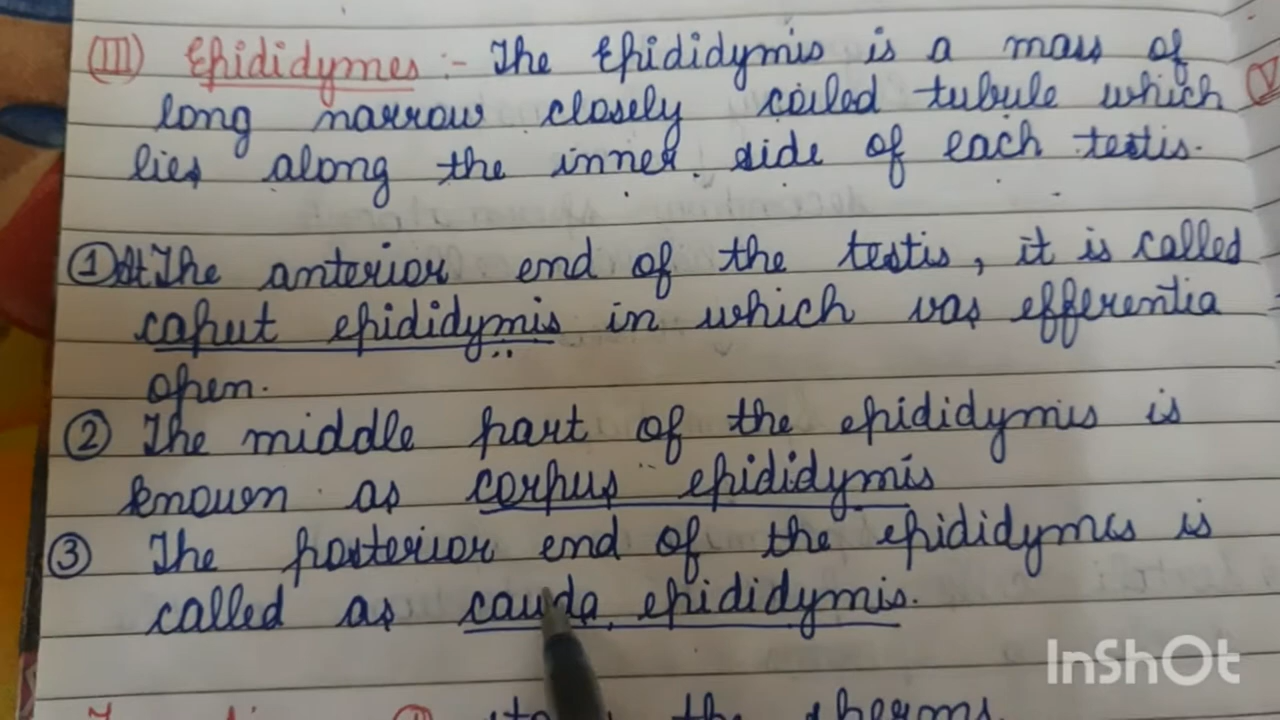 (III) Epididymes :- The Epididymis is a mass of
long narrow closely coiled tubule which
lies along the inner side of each testis.
① At The anterior end of the testis, it is called
caput epididymis in which vas efferentia
open.
② The middle part of the epididymis is
known as corpus epididymis
③ The posterior end of the epididymis is
called as cauda epididymis.
the sperms
InShOt